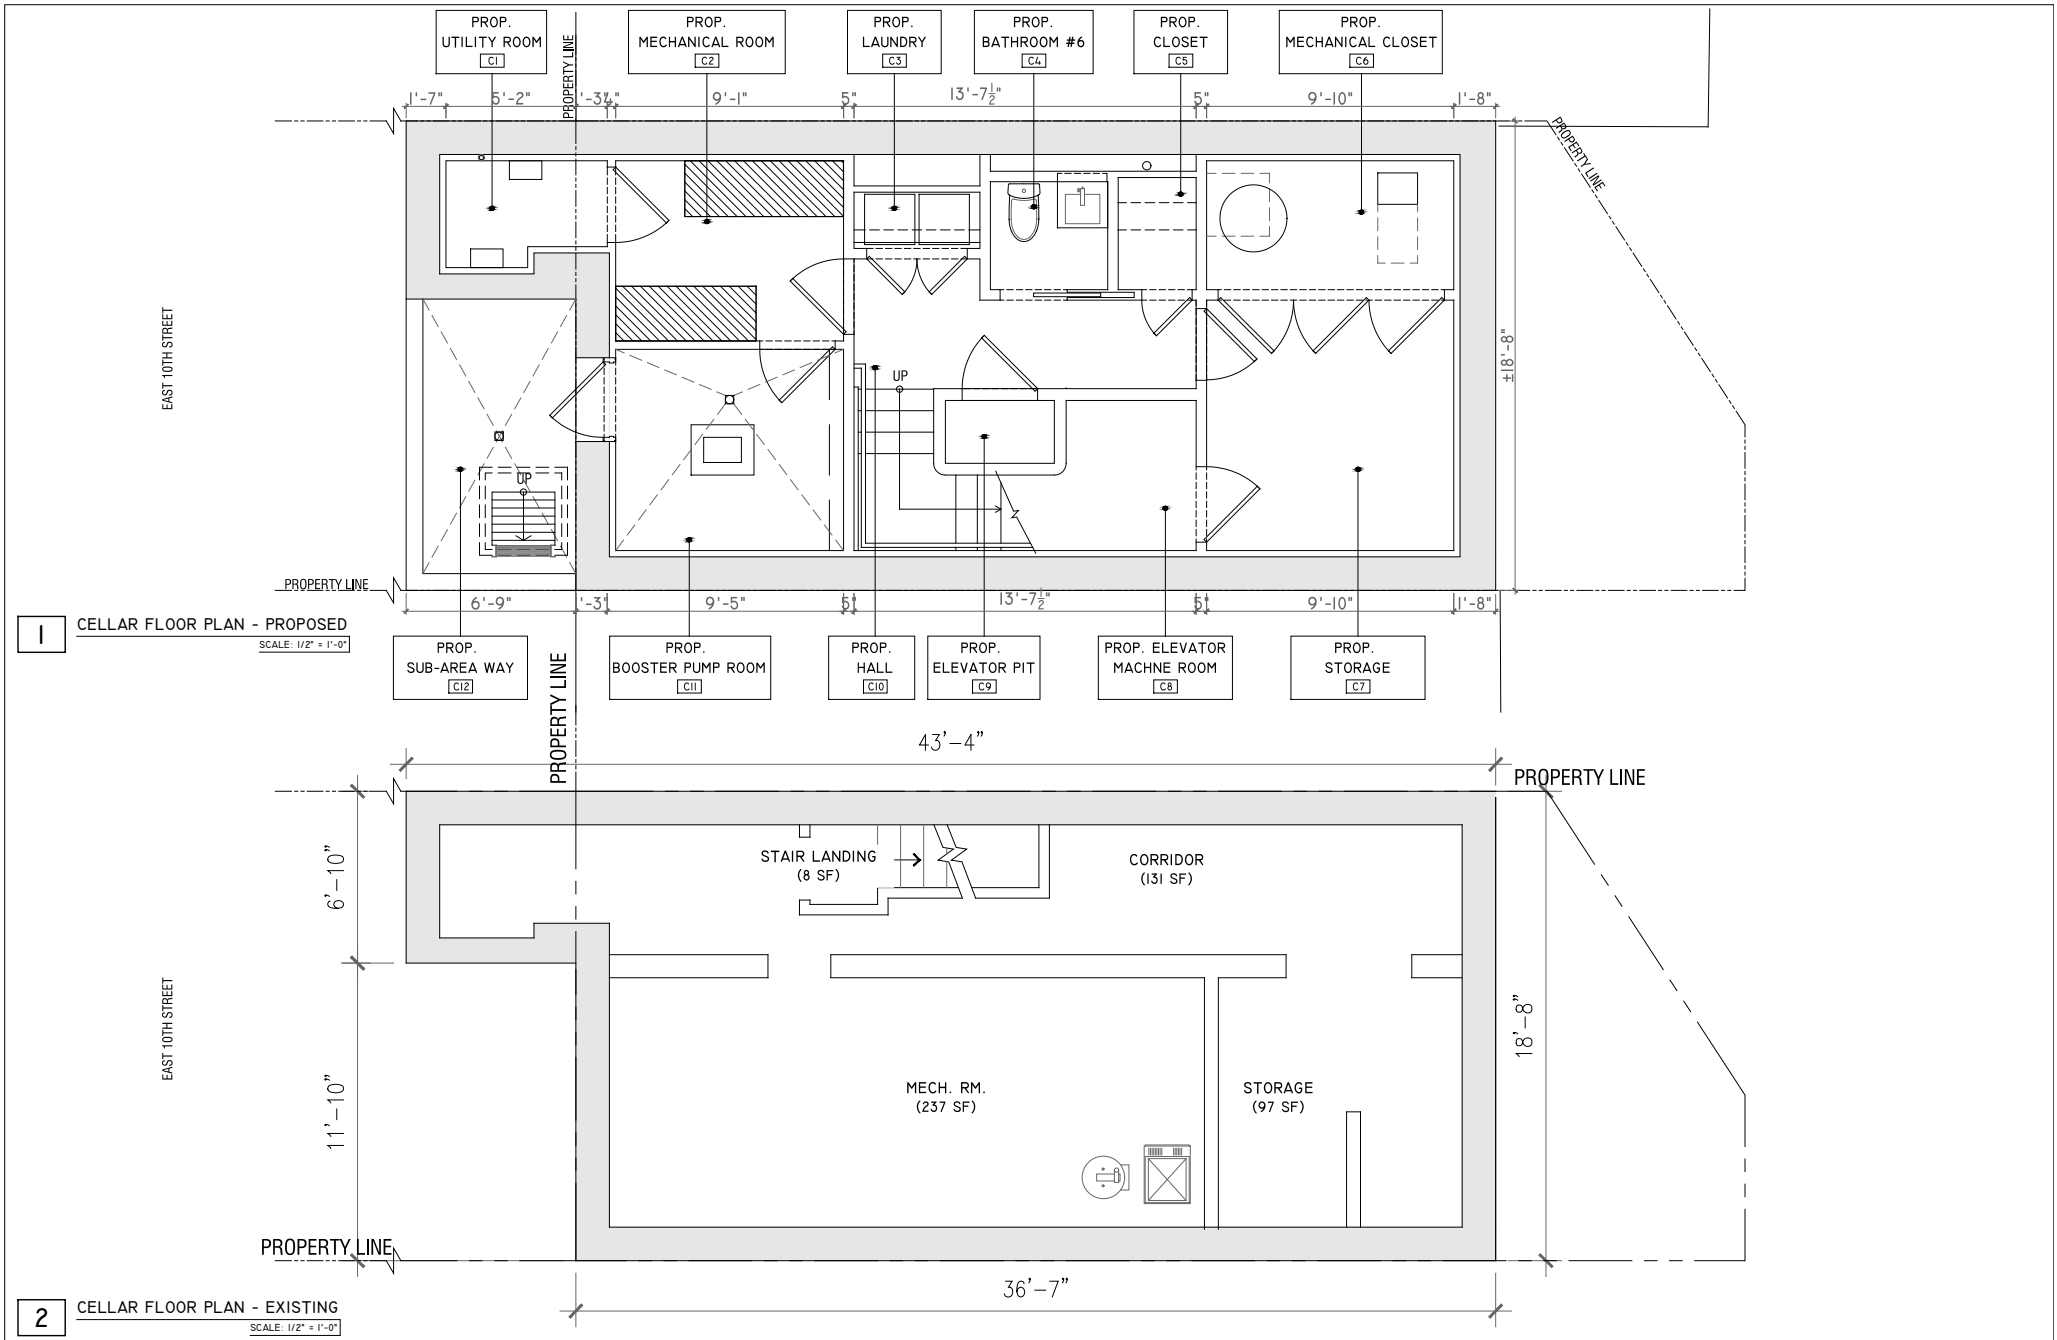 PROP.
UTILITY ROOM
C1
PROP.
MECHANICAL ROOM
C2
PROP.
LAUNDRY
C3
PROP.
BATHROOM #6
C4
PROP.
CLOSET
C5
PROP.
MECHANICAL CLOSET
C6
PROPERTY LINE
1'-7"
5'-2"
9'-1"
5"
13'-7½"
5"
9'-10"
1'-8"
PROPERTY LINE
EAST 10TH STREET
±18'-8"
UP
UP
PROPERTY LINE
6'-9"
9'-5"
5"
13'-7½"
5"
9'-10"
1'-8"
1
CELLAR FLOOR PLAN - PROPOSED
SCALE: 1/2" = 1'-0"
PROP.
SUB-AREA WAY
C12
PROP.
BOOSTER PUMP ROOM
C11
PROP.
HALL
C10
PROP.
ELEVATOR PIT
C9
PROP. ELEVATOR
MACHNE ROOM
C8
PROP.
STORAGE
C7
PROPERTY LINE
43'-4"
PROPERTY LINE
6'-10"
STAIR LANDING
(8 SF)
CORRIDOR
(131 SF)
EAST 10TH STREET
11'-10"
18'-8"
MECH. RM.
(237 SF)
STORAGE
(97 SF)
PROPERTY LINE
36'-7"
2
CELLAR FLOOR PLAN - EXISTING
SCALE: 1/2" = 1'-0"